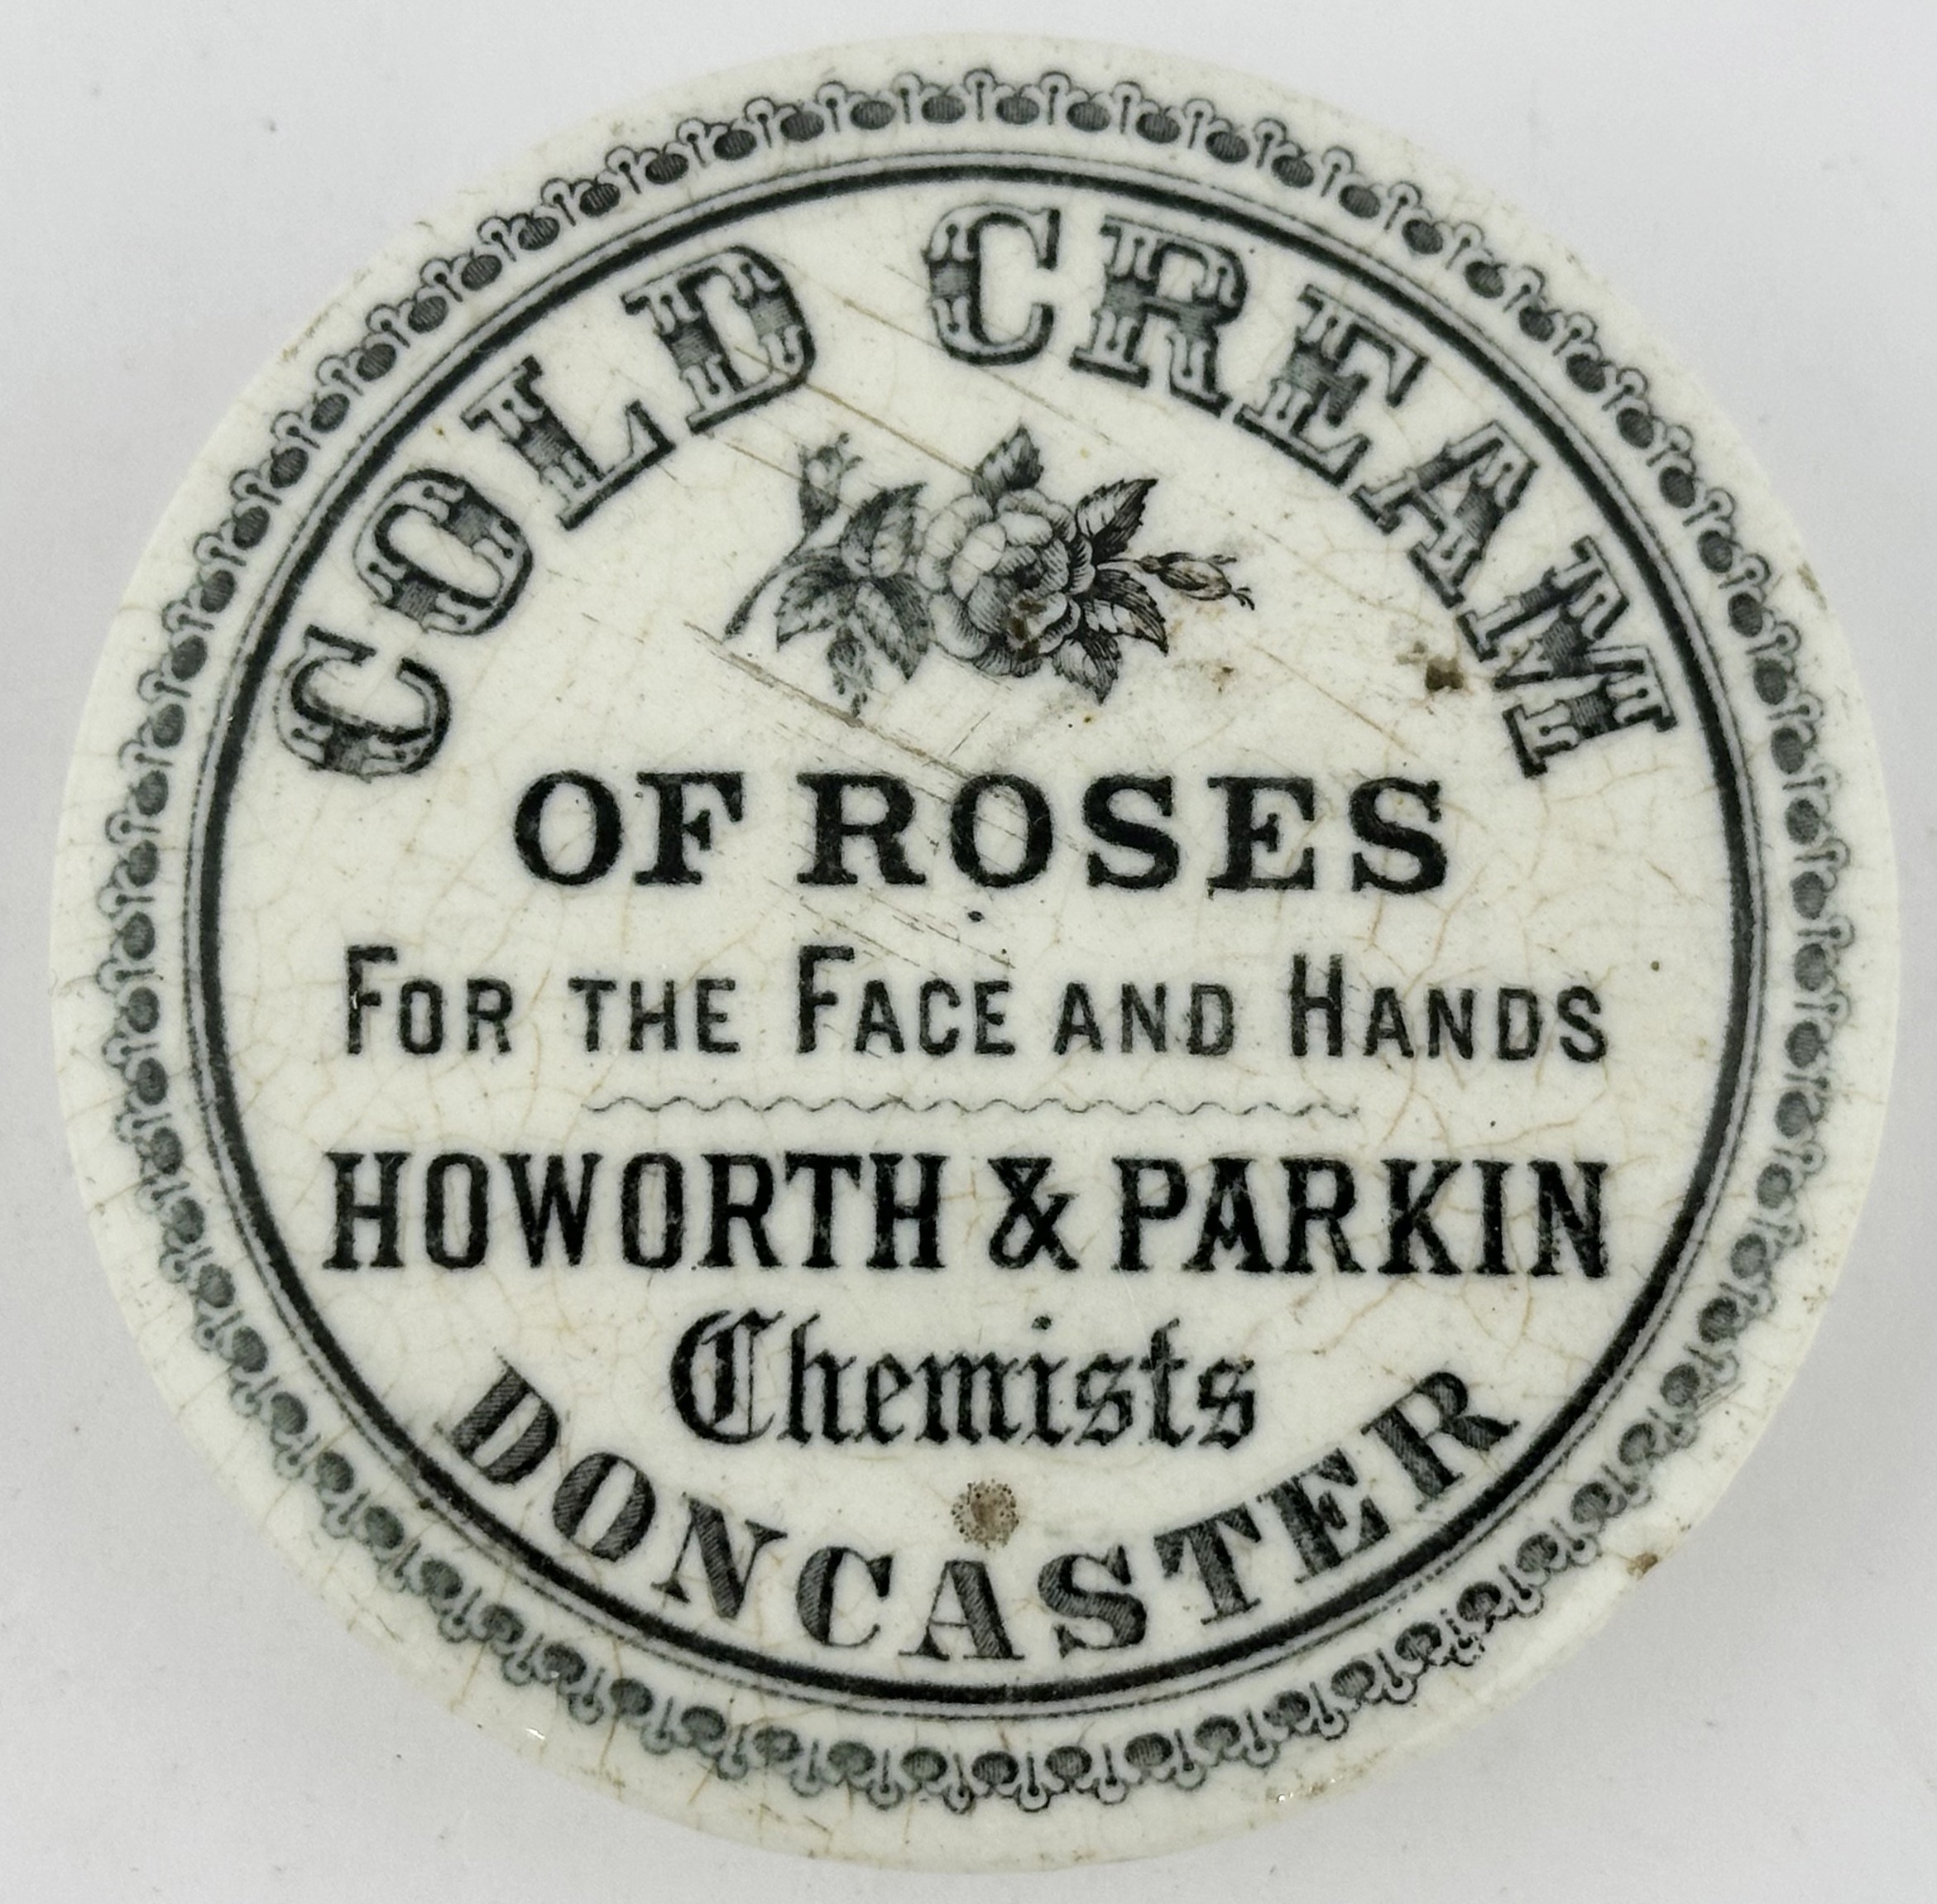 COLD CREAM
OF ROSES
FOR THE FACE AND HANDS
HOWORTH & PARKIN
Chemists
DONCASTER